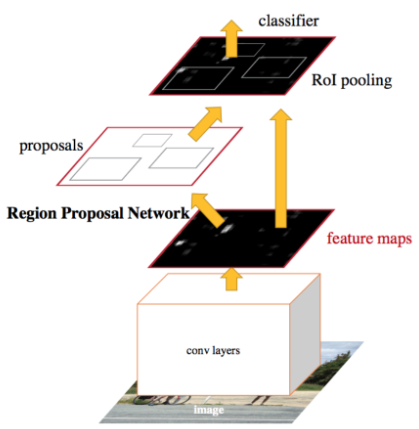 classifier
RoI pooling
proposals
Region Proposal Network
feature maps
conv layers
image